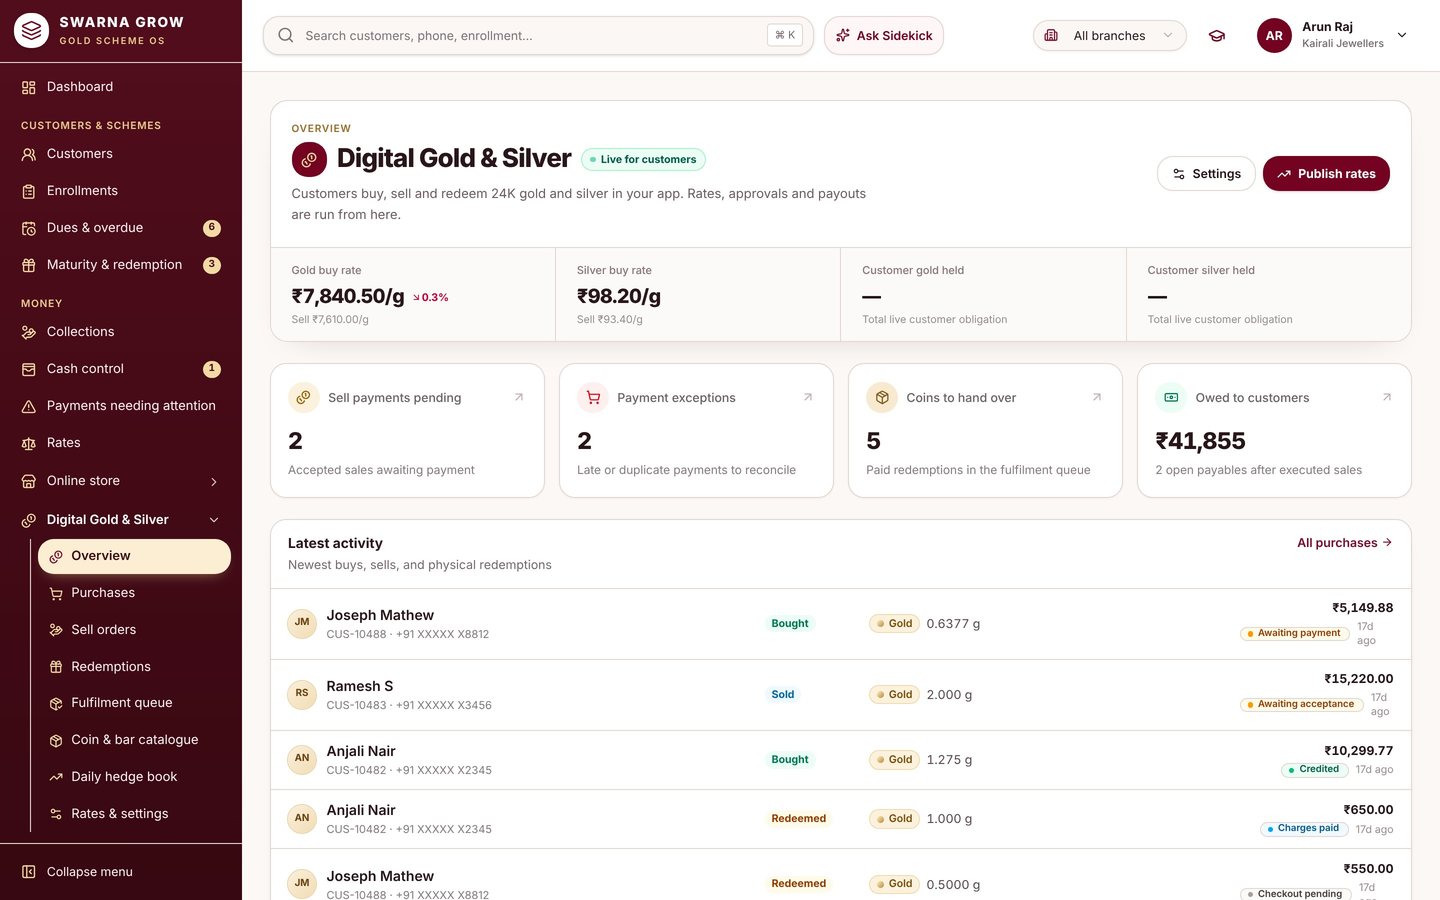 SWARNA GROW
GOLD SCHEME OS
Dashboard
CUSTOMERS & SCHEMES
Customers
Enrollments
Dues & overdue 6
Maturity & redemption 3
MONEY
Collections
Cash control 1
Payments needing attention
Rates
Online store
Digital Gold & Silver
Overview
Purchases
Sell orders
Redemptions
Fulfilment queue
Coin & bar catalogue
Daily hedge book
Rates & settings
Collapse menu
Search customers, phone, enrollment... ⌘ K
Ask Sidekick
All branches
AR
Arun Raj
Kairali Jewellers
OVERVIEW
Digital Gold & Silver
Live for customers
Customers buy, sell and redeem 24K gold and silver in your app. Rates, approvals and payouts
are run from here.
Settings
Publish rates
Gold buy rate
₹7,840.50/g 0.3%
Sell ₹7,610.00/g
Silver buy rate
₹98.20/g
Sell ₹93.40/g
Customer gold held
—
Total live customer obligation
Customer silver held
—
Total live customer obligation
Sell payments pending
2
Accepted sales awaiting payment
Payment exceptions
2
Late or duplicate payments to reconcile
Coins to hand over
5
Paid redemptions in the fulfilment queue
Owed to customers
₹41,855
2 open payables after executed sales
Latest activity
Newest buys, sells, and physical redemptions
All purchases →
JM
Joseph Mathew
CUS-10488 · +91 XXXXX X8812
Bought
Gold 0.6377 g
₹5,149.88
Awaiting payment
17d
ago
RS
Ramesh S
CUS-10483 · +91 XXXXX X3456
Sold
Gold 2.000 g
₹15,220.00
Awaiting acceptance
17d
ago
AN
Anjali Nair
CUS-10482 · +91 XXXXX X2345
Bought
Gold 1.275 g
₹10,299.77
Credited 17d ago
AN
Anjali Nair
CUS-10482 · +91 XXXXX X2345
Redeemed
Gold 1.000 g
₹650.00
Charges paid 17d ago
JM
Joseph Mathew
CUS-10488 · +91 XXXXX X8812
Redeemed
Gold 0.5000 g
₹550.00
Checkout pending
17d